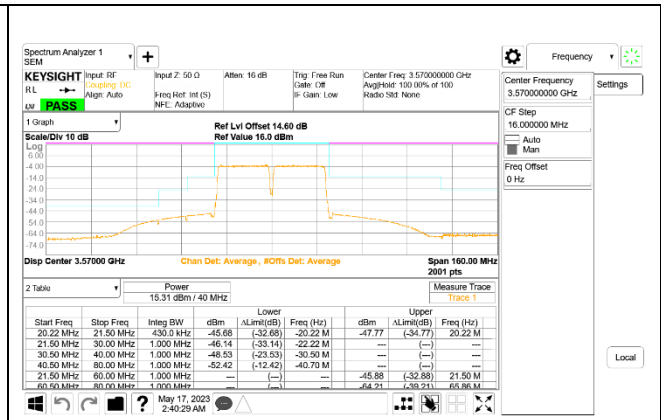 Spectrum Analyzer 1
SEM
Frequency
KEYSIGHT Input: RF Input Z: 50 Ω Atten: 16 dB Trig: Free Run Center Freq: 3.570000000 GHz
RL Coupling: DC Gate: Off Avg|Hold: 100.00% of 100
Align: Auto Freq Ref: Int (S) IF Gain: Low Radio Std: None
LXI PASS NFE: Adaptive
Center Frequency
3.570000000 GHz
Settings
CF Step
16.000000 MHz
Auto
Man
Freq Offset
0 Hz
Local
1 Graph
Ref Lvl Offset 14.60 dB
Scale/Div 10 dB Ref Value 16.0 dBm
Log
6.00
-4.00
-14.0
-24.0
-34.0
-44.0
-54.0
-64.0
-74.0
Disp Center 3.57000 GHz Chan Det: Average , #Offs Det: Average Span 160.00 MHz
2001 pts
2 Table Power Measure Trace
15.31 dBm / 40 MHz Trace 1
Lower Upper
Start Freq Stop Freq Integ BW dBm ΔLimit(dB) Freq (Hz) dBm ΔLimit(dB) Freq (Hz)
20.22 MHz 21.50 MHz 430.0 kHz -45.68 (-32.68) -20.22 M -47.77 (-34.77) 20.22 M
21.50 MHz 30.00 MHz 1.000 MHz -46.14 (-33.14) -22.22 M --- (---) ---
30.50 MHz 40.00 MHz 1.000 MHz -48.53 (-23.53) -30.50 M --- (---) ---
40.50 MHz 80.00 MHz 1.000 MHz -52.42 (-12.42) -40.70 M --- (---) ---
21.50 MHz 60.00 MHz 1.000 MHz --- (---) --- -45.88 (-32.88) 21.50 M
60.50 MHz 80.00 MHz 1.000 MHz --- (---) --- -64.21 (-39.21) 65.86 M
May 17, 2023
2:40:29 AM